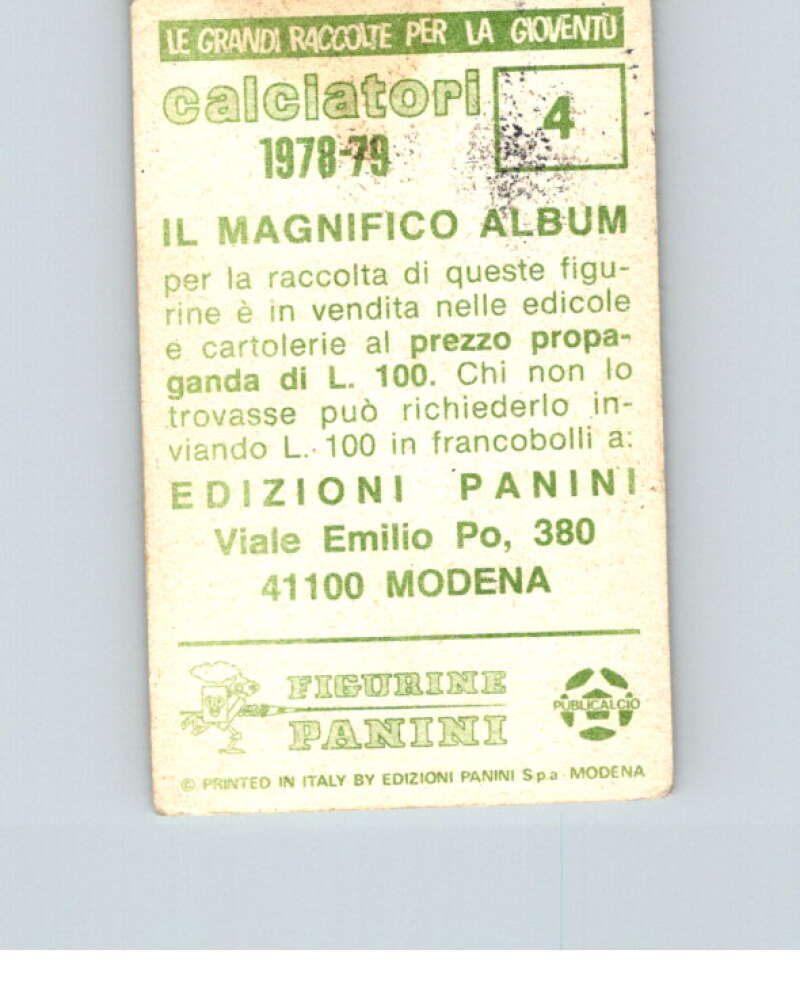 LE GRANDI RACCOLTE PER LA GIOVENTÙ
calciatori
4
1978-79
IL MAGNIFICO ALBUM
per la raccolta di queste figu-
rine è in vendita nelle edicole
e cartolerie al prezzo propa-
ganda di L. 100. Chi non lo
trovasse può richiederlo in-
viando L. 100 in francobolli a:
EDIZIONI PANINI
Viale Emilio Po, 380
41100 MODENA
FIGURINE
PANINI
PUBLICALCIO
© PRINTED IN ITALY BY EDIZIONI PANINI S.p.a. MODENA